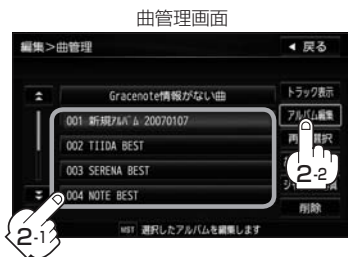 曲管理画面
編集>曲管理
◀ 戻る
Gracenote情報がない曲
トラック表示
001 新規ｱﾙﾊﾞﾑ 20070107
アルバム編集
002 TIIDA BEST
003 SERENA BEST
2-2
004 NOTE BEST
削除
2-1
MST 選択したアルバムを編集します